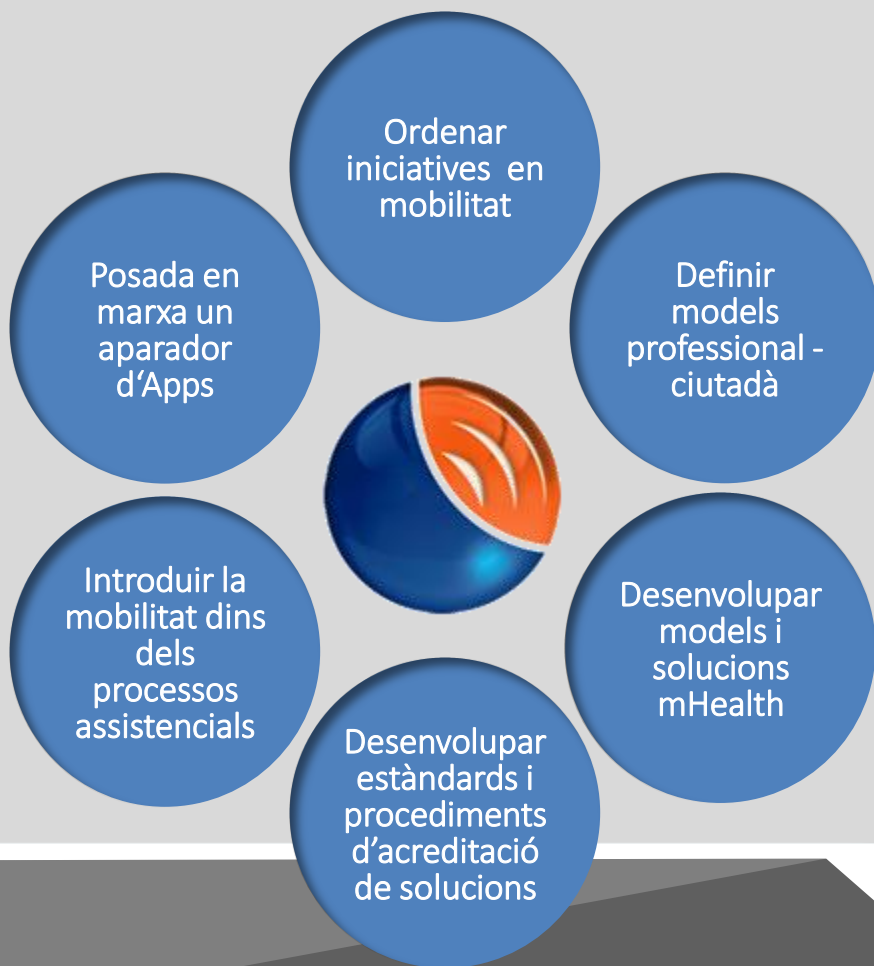 Ordenar
iniciatives en
mobilitat
Definir
models
professional -
ciutadà
Desenvolupar
models i
solucions
mHealth
Desenvolupar
estàndards i
procediments
d’acreditació
de solucions
Introduir la
mobilitat dins
dels
processos
assistencials
Posada en
marxa un
aparador
d‘Apps